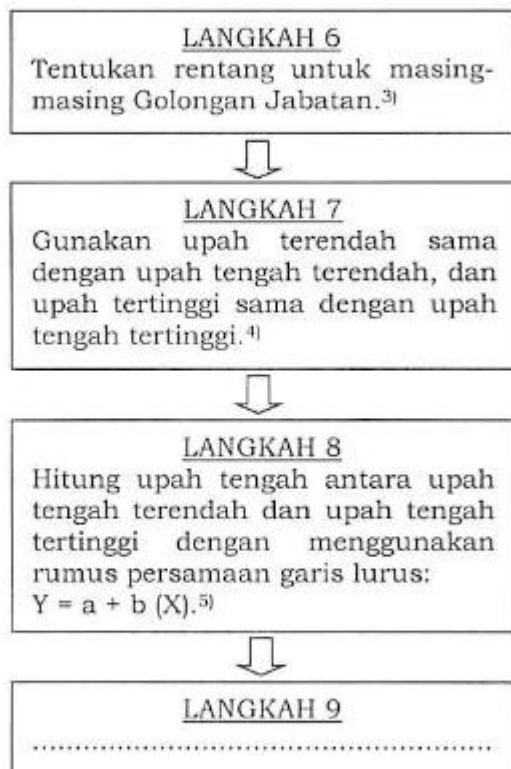 LANGKAH 6
Tentukan rentang untuk masing-
masing Golongan Jabatan.3)
LANGKAH 7
Gunakan upah terendah sama
dengan upah tengah terendah, dan
upah tertinggi sama dengan upah
tengah tertinggi.4)
LANGKAH 8
Hitung upah tengah antara upah
tengah terendah dan upah tengah
tertinggi dengan menggunakan
rumus persamaan garis lurus:
Y = a + b (X).5)
LANGKAH 9
......................................................